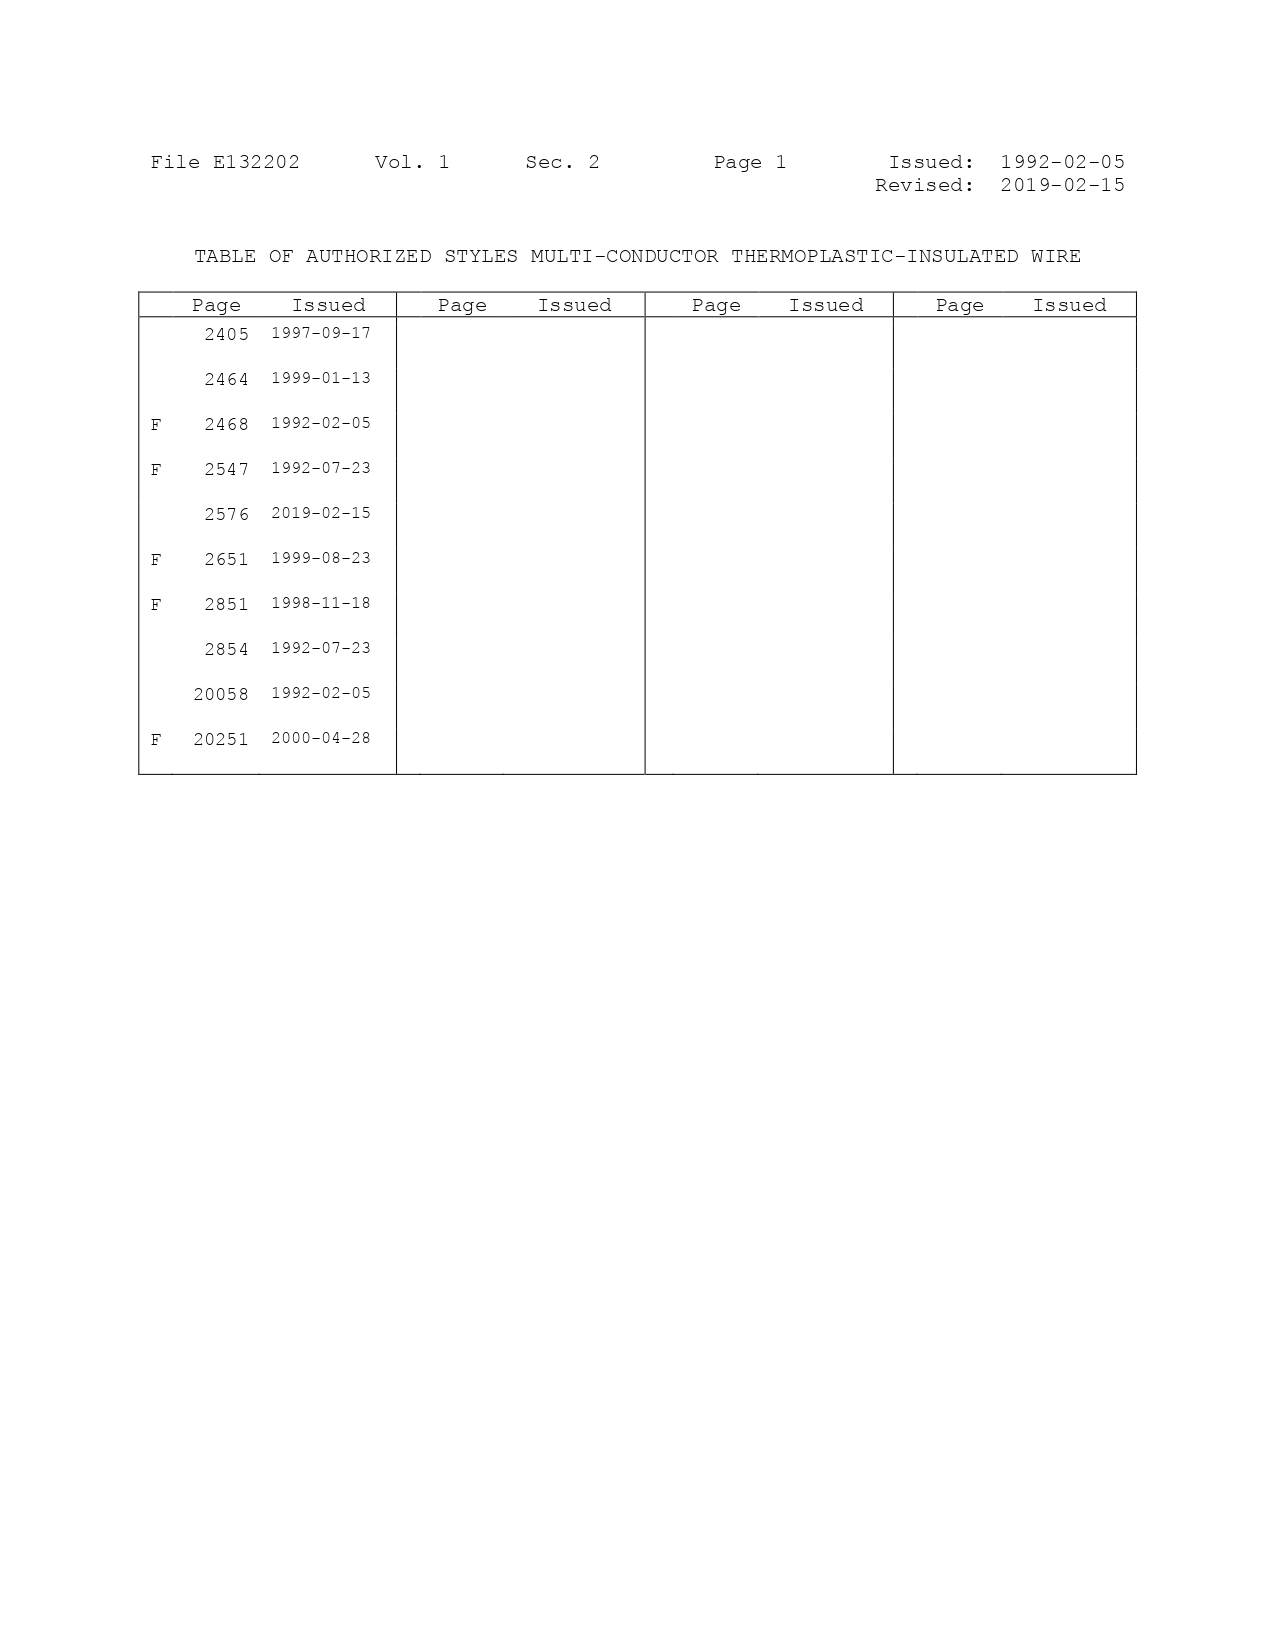 File E132202 Vol. 1 Sec. 2 Page 1 Issued: 1992-02-05
Revised: 2019-02-15
TABLE OF AUTHORIZED STYLES MULTI-CONDUCTOR THERMOPLASTIC-INSULATED WIRE
Page Issued Page Issued Page Issued Page Issued
2405 1997-09-17
2464 1999-01-13
F 2468 1992-02-05
F 2547 1992-07-23
2576 2019-02-15
F 2651 1999-08-23
F 2851 1998-11-18
2854 1992-07-23
20058 1992-02-05
F 20251 2000-04-28